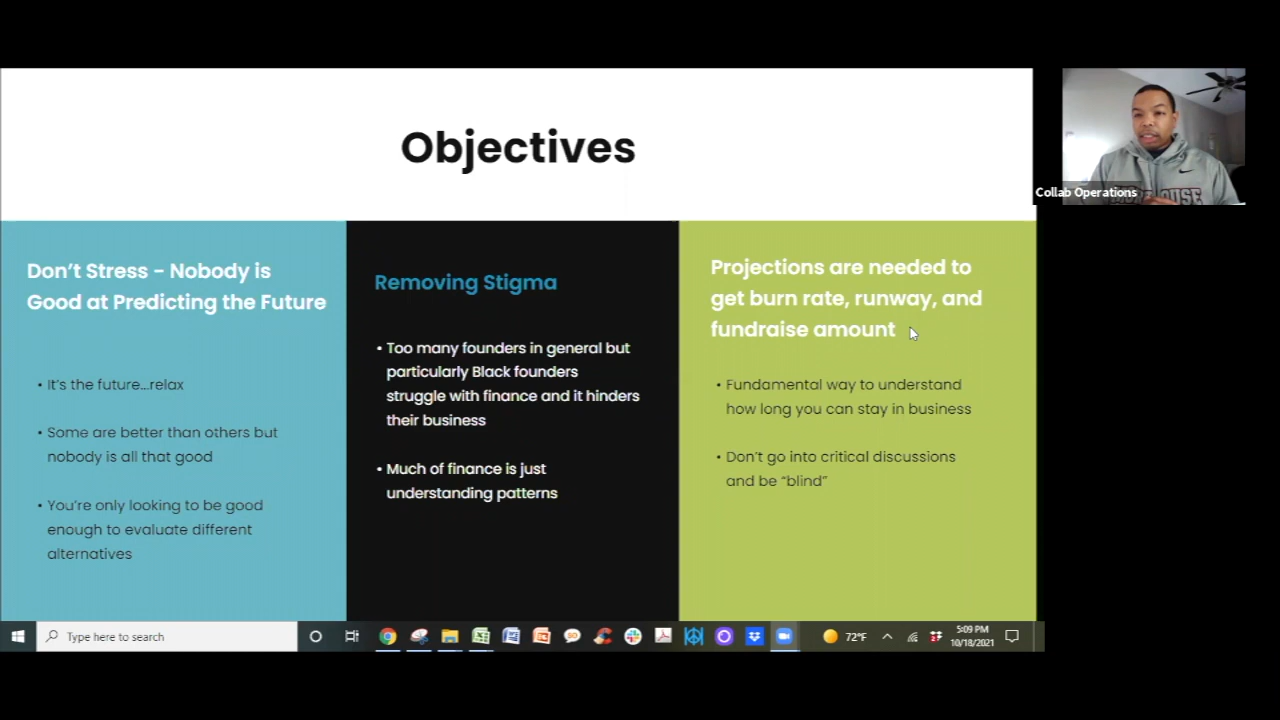 Objectives
Don't Stress - Nobody is
Good at Predicting the Future
• It's the future...relax
• Some are better than others but
nobody is all that good
• You're only looking to be good
enough to evaluate different
alternatives
Removing Stigma
• Too many founders in general but
particularly Black founders
struggle with finance and it hinders
their business
• Much of finance is just
understanding patterns
Projections are needed to
get burn rate, runway, and
fundraise amount
• Fundamental way to understand
how long you can stay in business
• Don't go into critical discussions
and be "blind"
Collab Operations
Type here to search
72°F
5:09 PM
10/18/2021